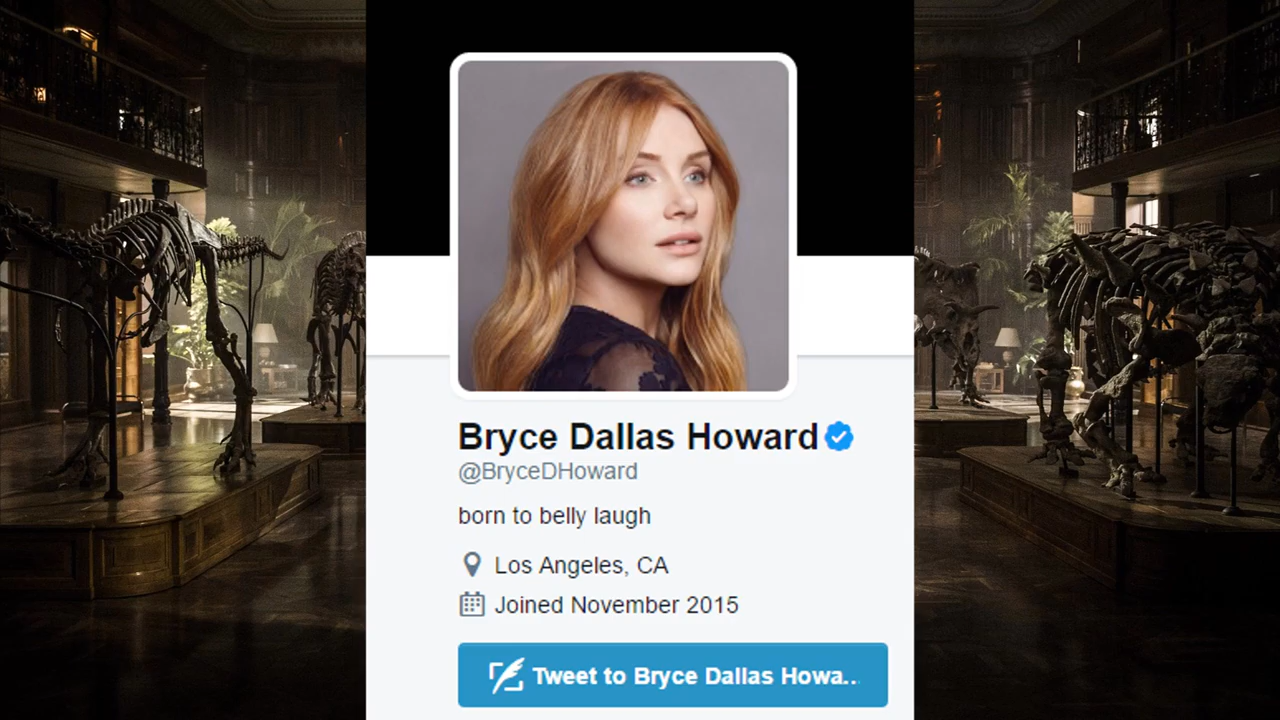 Bryce Dallas Howard
@BryceDHoward
born to belly laugh
Los Angeles, CA
Joined November 2015
Tweet to Bryce Dallas Howa...